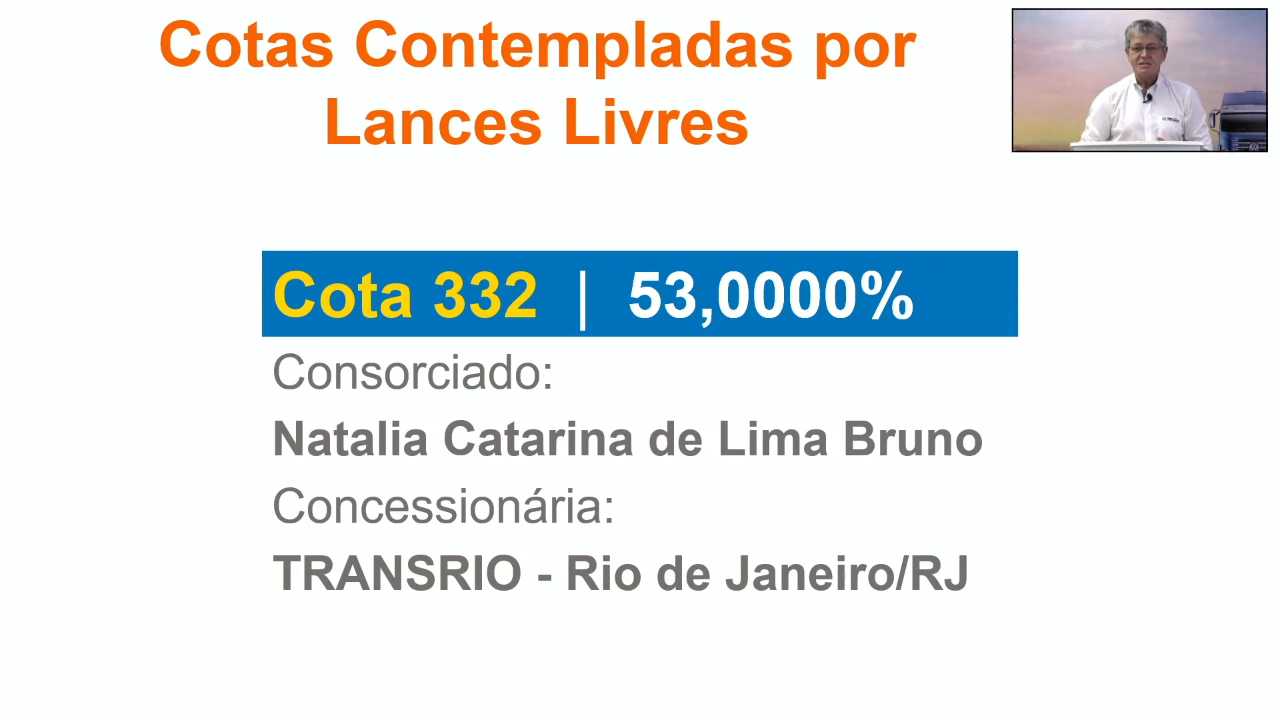 Cotas Contempladas por
Lances Livres
Cota 332 | 53,0000%
Consorciado:
Natalia Catarina de Lima Bruno
Concessionária:
TRANSRIO - Rio de Janeiro/RJ